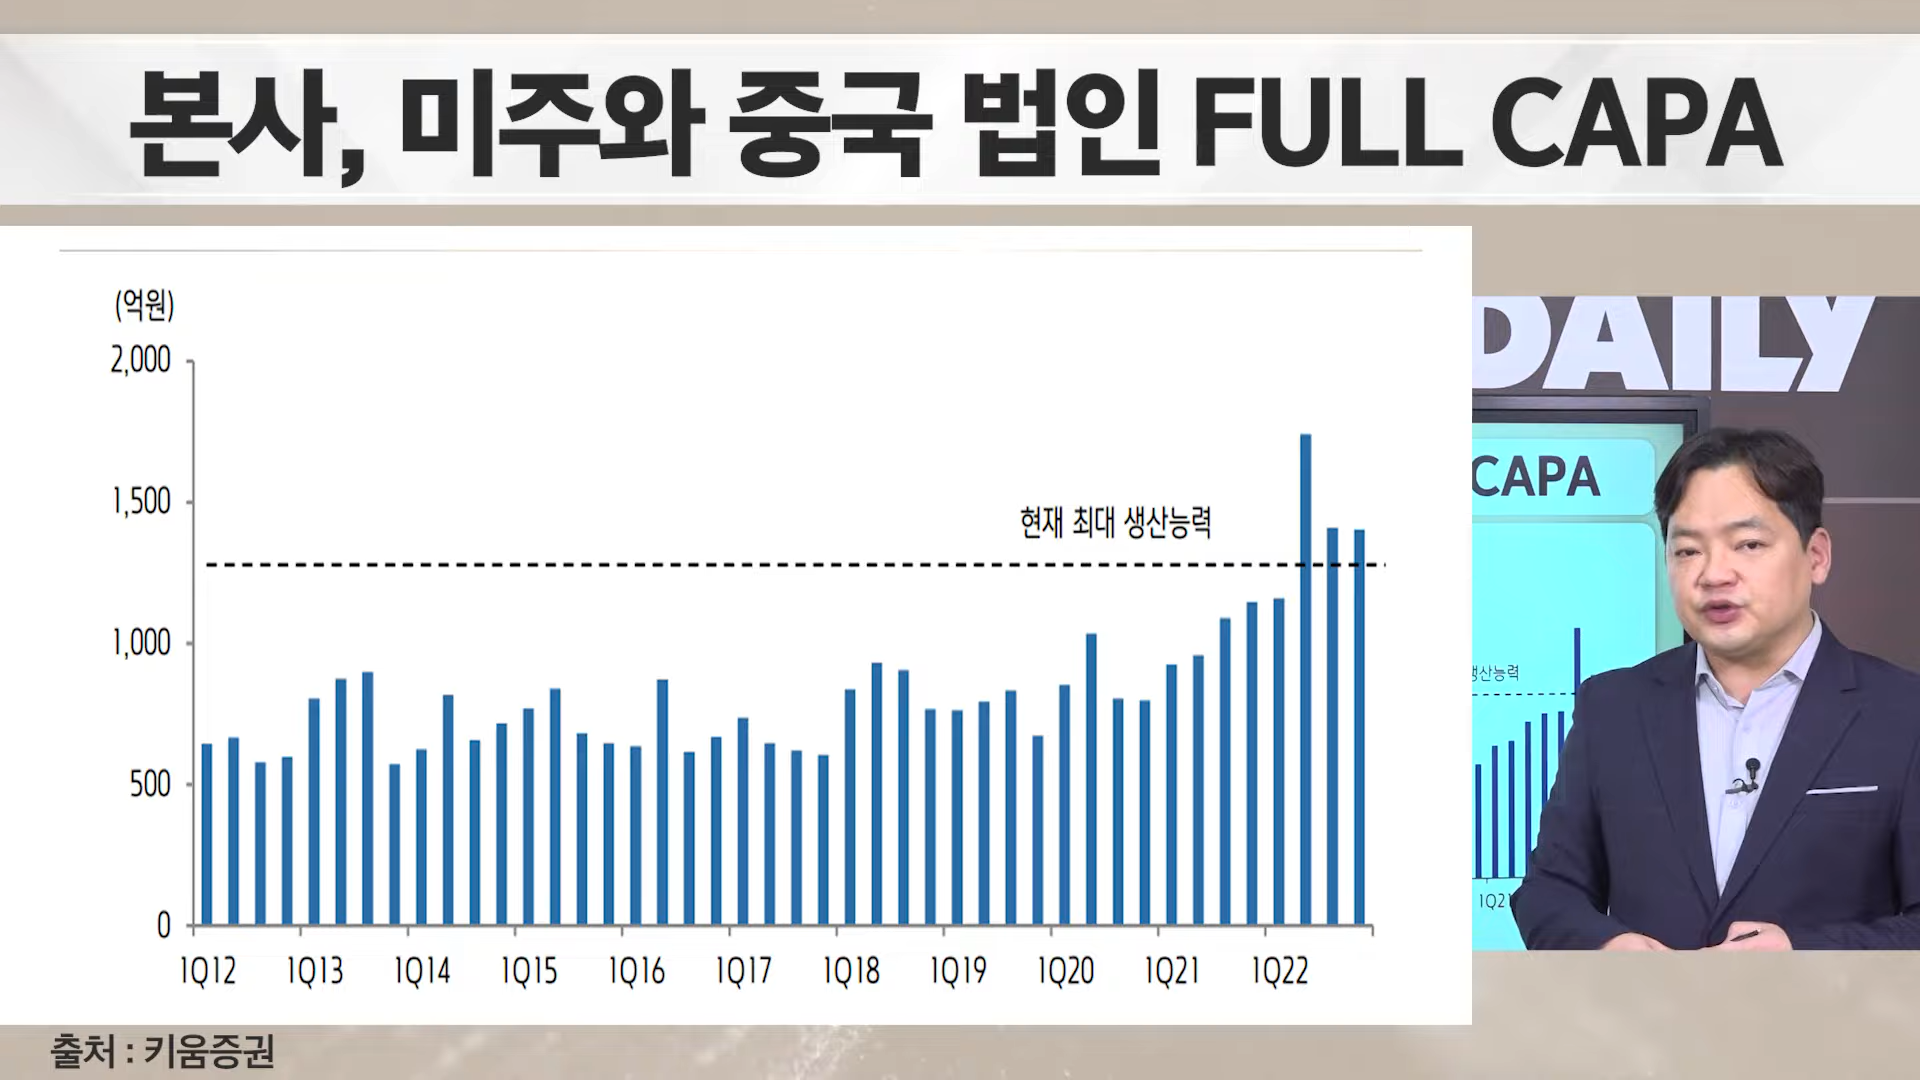 본사, 미주와 중국 법인 FULL CAPA
(억원)
2,000
1,500
1,000
500
0
현재 최대 생산능력
1Q12 1Q13 1Q14 1Q15 1Q16 1Q17 1Q18 1Q19 1Q20 1Q21 1Q22
DAILY
CAPA
생산능력
1Q21
출처 : 키움증권